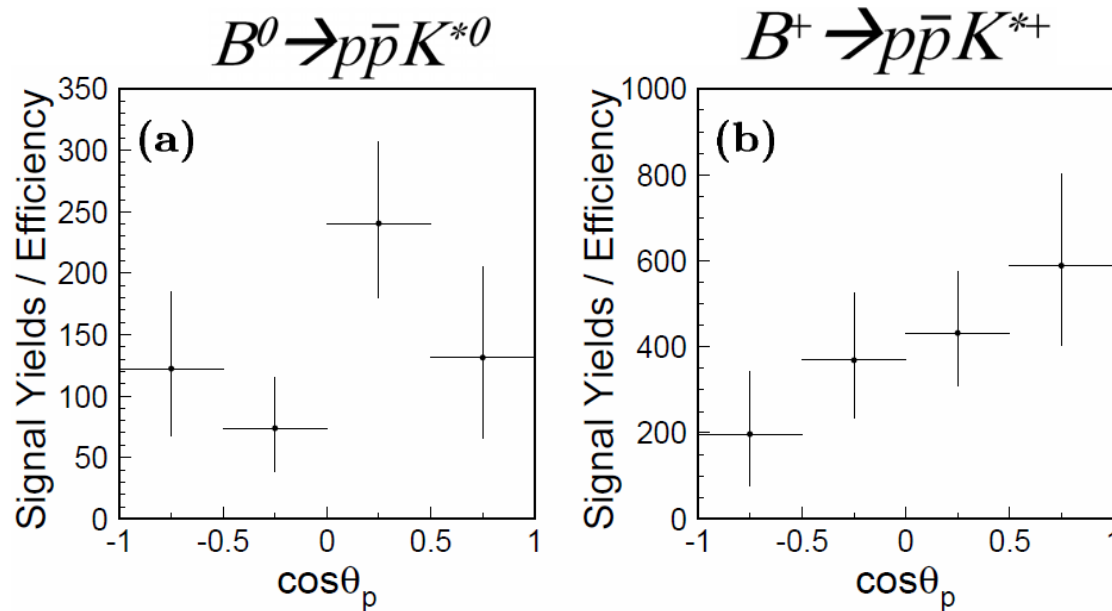 B⁰→pp̄K*⁰
Signal Yields / Efficiency
350
300
250
200
150
100
50
0
(a)
-1 -0.5 0 0.5 1
cosθp
B⁺→pp̄K*⁺
Signal Yields / Efficiency
1000
800
600
400
200
0
(b)
-1 -0.5 0 0.5 1
cosθp